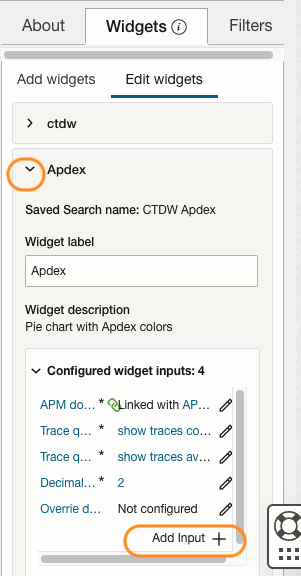 About Widgets Filters
Add widgets Edit widgets
ctdw
Apdex
Saved Search name: CTDW Apdex
Widget label
Apdex
Widget description
Pie chart with Apdex colors
Configured widget inputs: 4
APM do... * Linked with AP...
Trace q... * show traces co...
Trace q... * show traces av...
Decimal... * 2
Overrie d... Not configured
Add Input +